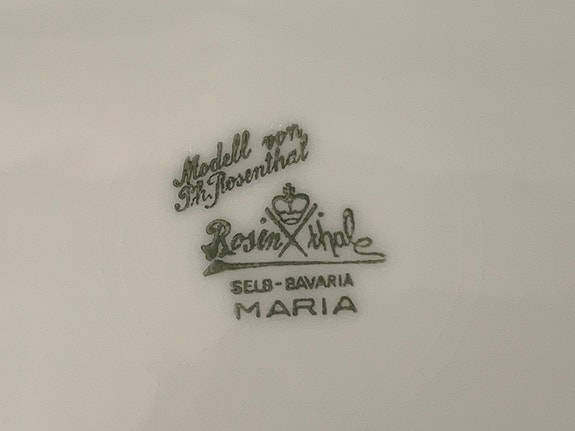 Modell von
Ph. Rosenthal
Rosenthal
SELB-BAVARIA
MARIA